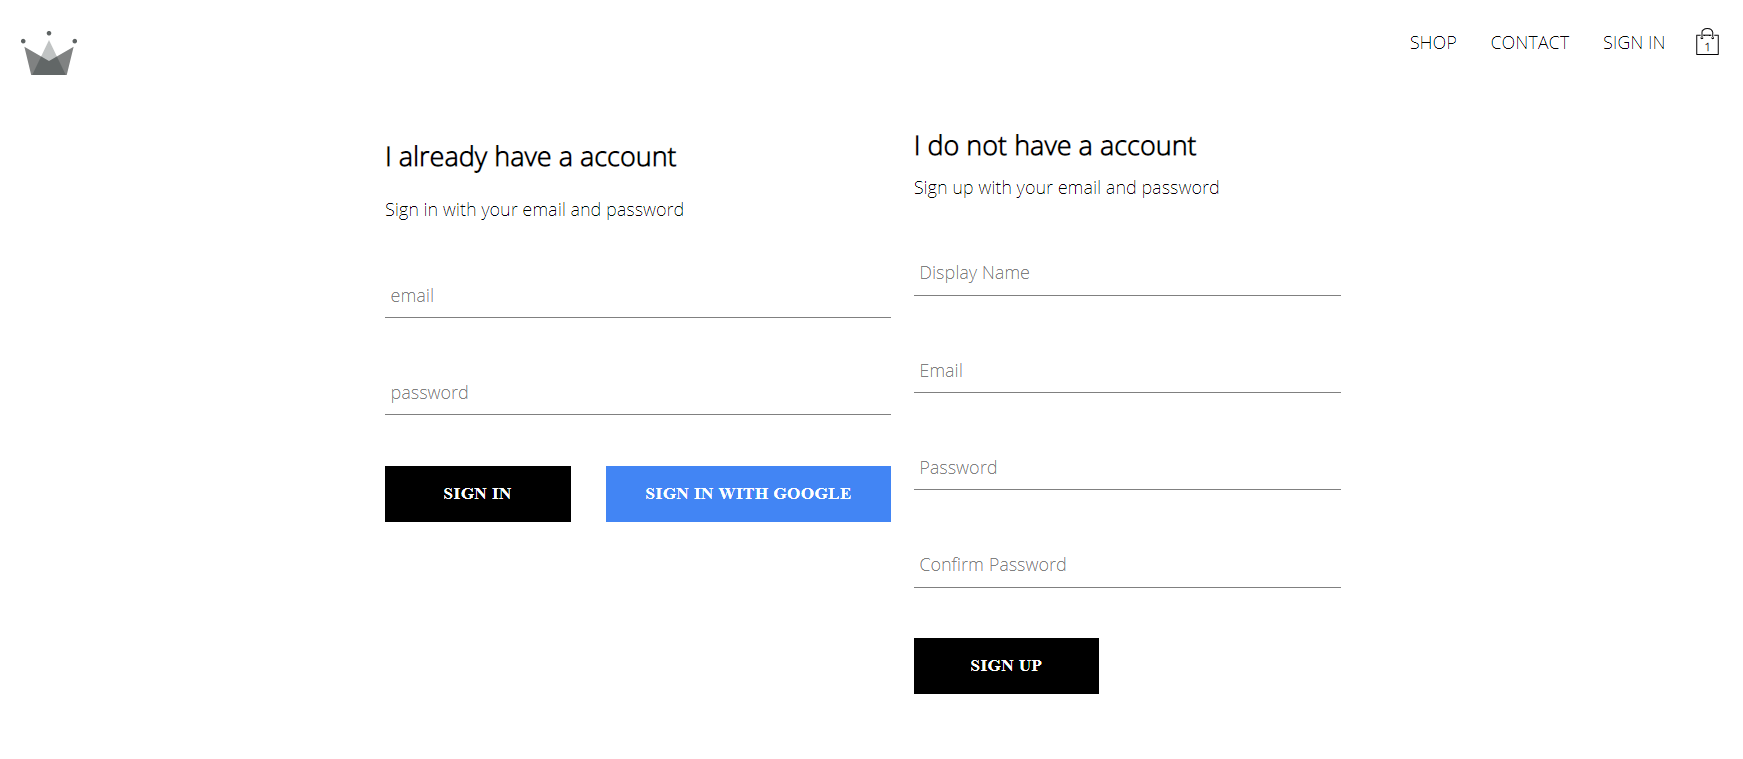 SHOP CONTACT SIGN IN 1
I already have a account
Sign in with your email and password
email
password
SIGN IN SIGN IN WITH GOOGLE
I do not have a account
Sign up with your email and password
Display Name
Email
Password
Confirm Password
SIGN UP